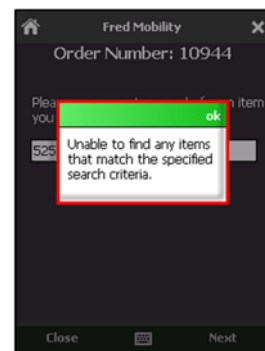 Fred Mobility
Order Number: 10944
item
you
ok
525
Unable to find any items
that match the specified
search criteria.
Close
Next